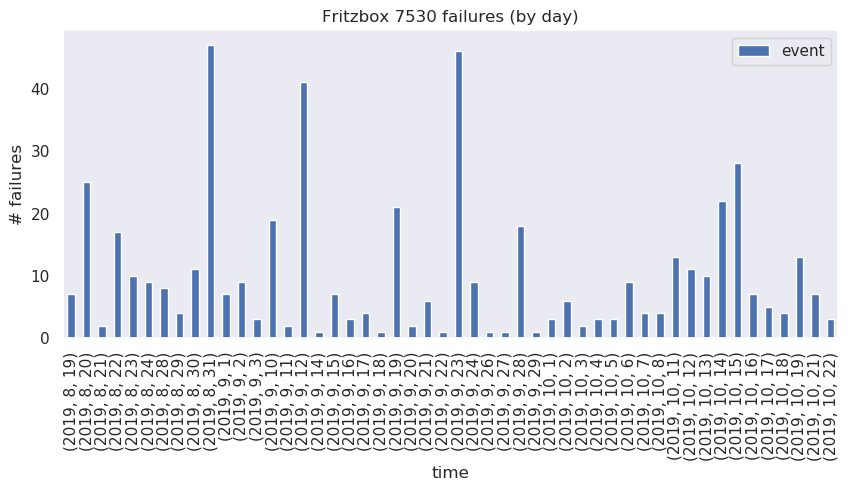 Fritzbox 7530 failures (by day)
event
# failures
40
30
20
10
0
(2019, 8, 19)
(2019, 8, 20)
(2019, 8, 21)
(2019, 8, 22)
(2019, 8, 23)
(2019, 8, 24)
(2019, 8, 28)
(2019, 8, 29)
(2019, 8, 30)
(2019, 8, 31)
(2019, 9, 1)
(2019, 9, 2)
(2019, 9, 3)
(2019, 9, 10)
(2019, 9, 11)
(2019, 9, 12)
(2019, 9, 14)
(2019, 9, 15)
(2019, 9, 16)
(2019, 9, 17)
(2019, 9, 18)
(2019, 9, 19)
(2019, 9, 20)
(2019, 9, 21)
(2019, 9, 22)
(2019, 9, 23)
(2019, 9, 24)
(2019, 9, 26)
(2019, 9, 27)
(2019, 9, 28)
(2019, 9, 29)
(2019, 10, 1)
(2019, 10, 2)
(2019, 10, 3)
(2019, 10, 4)
(2019, 10, 5)
(2019, 10, 6)
(2019, 10, 7)
(2019, 10, 8)
(2019, 10, 11)
(2019, 10, 12)
(2019, 10, 13)
(2019, 10, 14)
(2019, 10, 15)
(2019, 10, 16)
(2019, 10, 17)
(2019, 10, 18)
(2019, 10, 19)
(2019, 10, 21)
(2019, 10, 22)
time